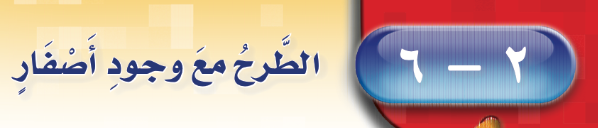 ٢ – ٦
الطَّرحُ معَ وجودِ أَصْفَارٍ